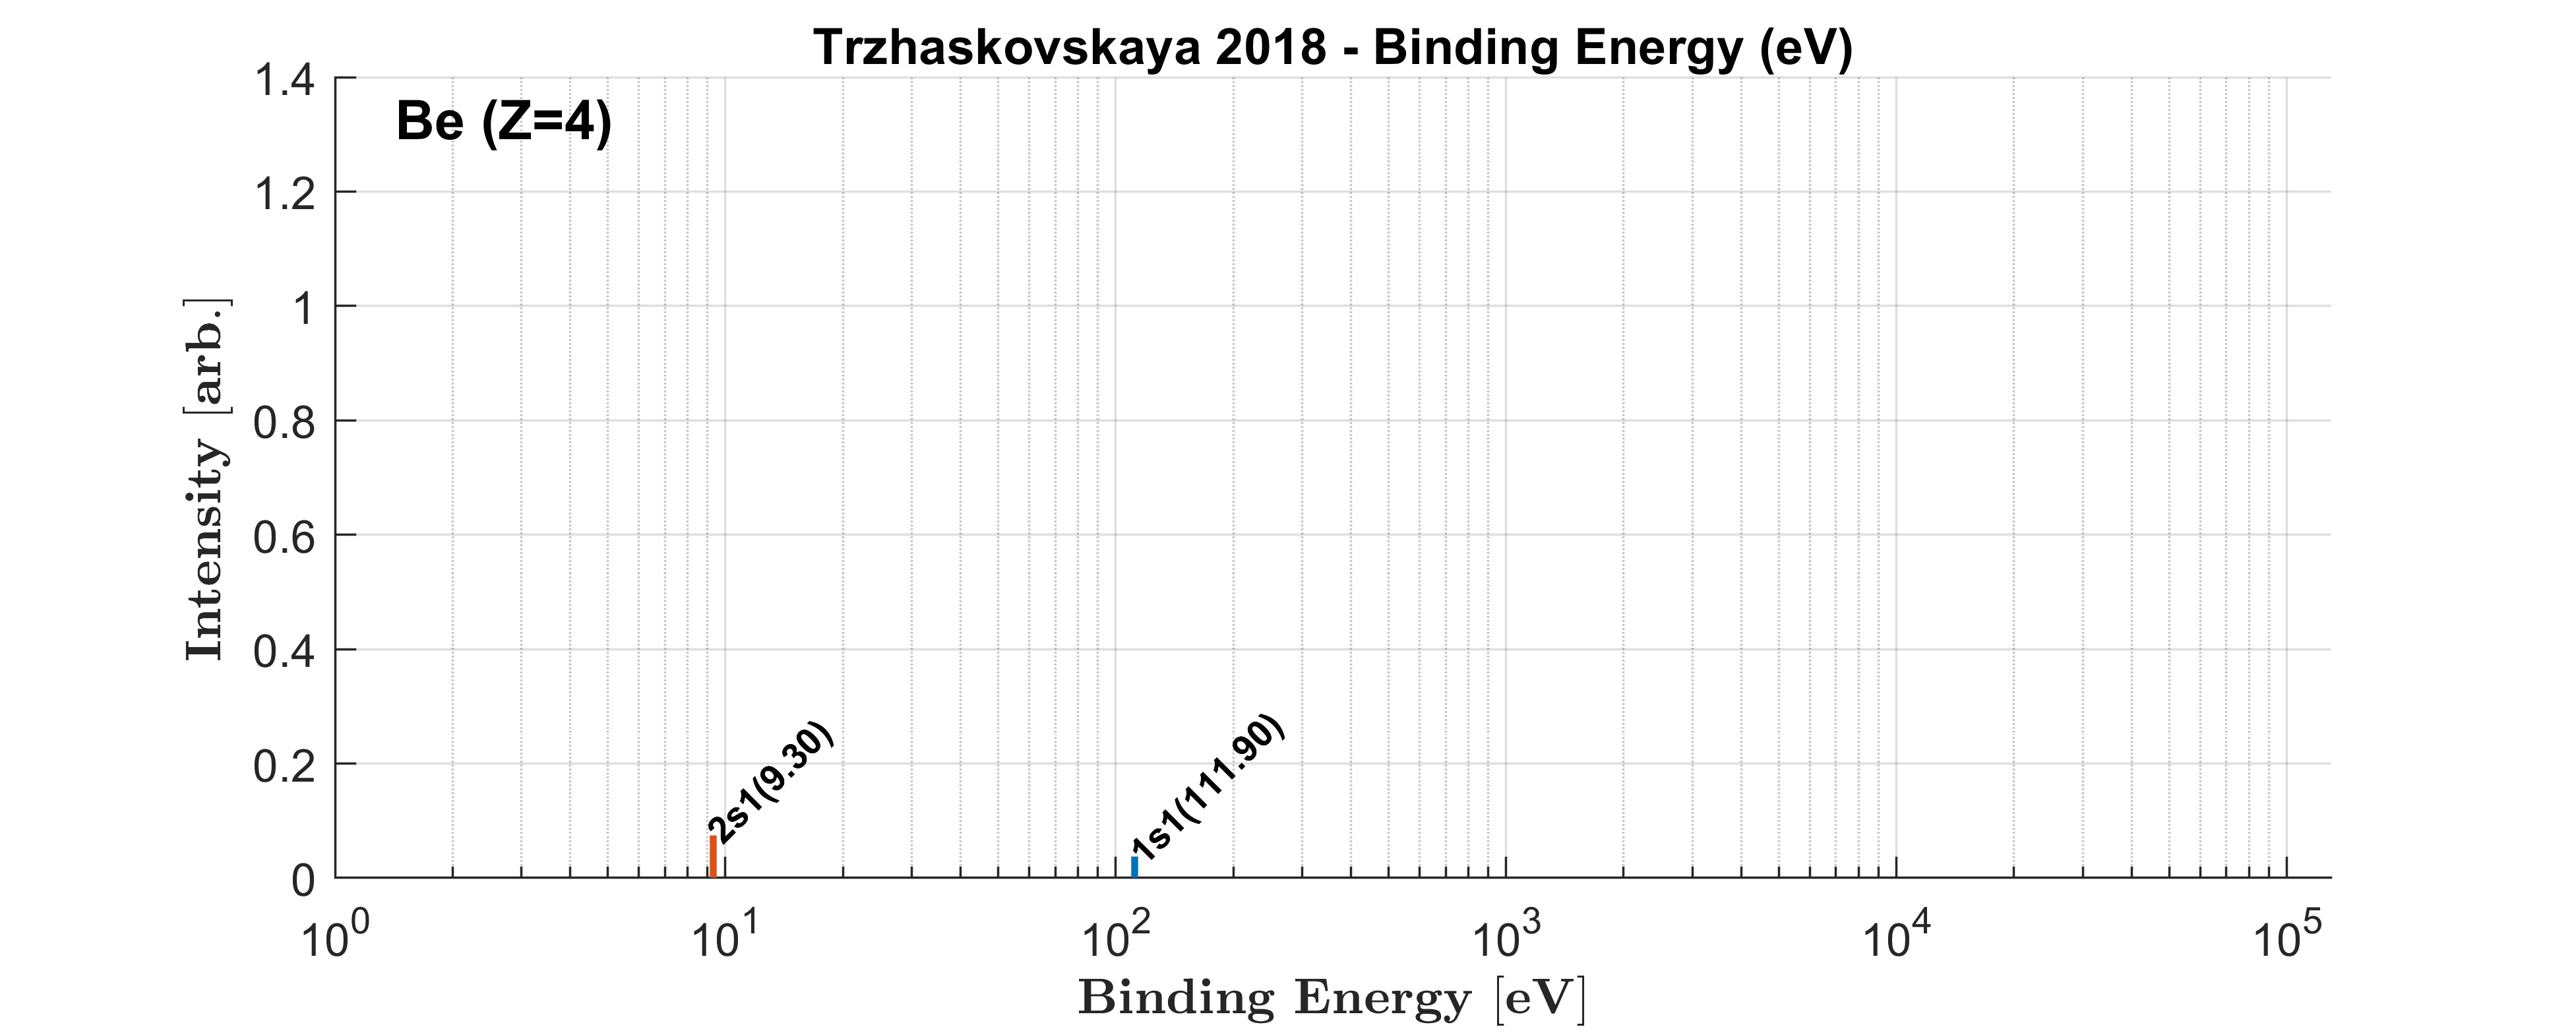 Trzhaskovskaya 2018 - Binding Energy (eV)
Be (Z=4)
1.4
1.2
1
0.8
0.6
0.4
0.2
0
Intensity [arb.]
2s1(9.30)
1s1(111.90)
10^0 10^1 10^2 10^3 10^4 10^5
Binding Energy [eV]